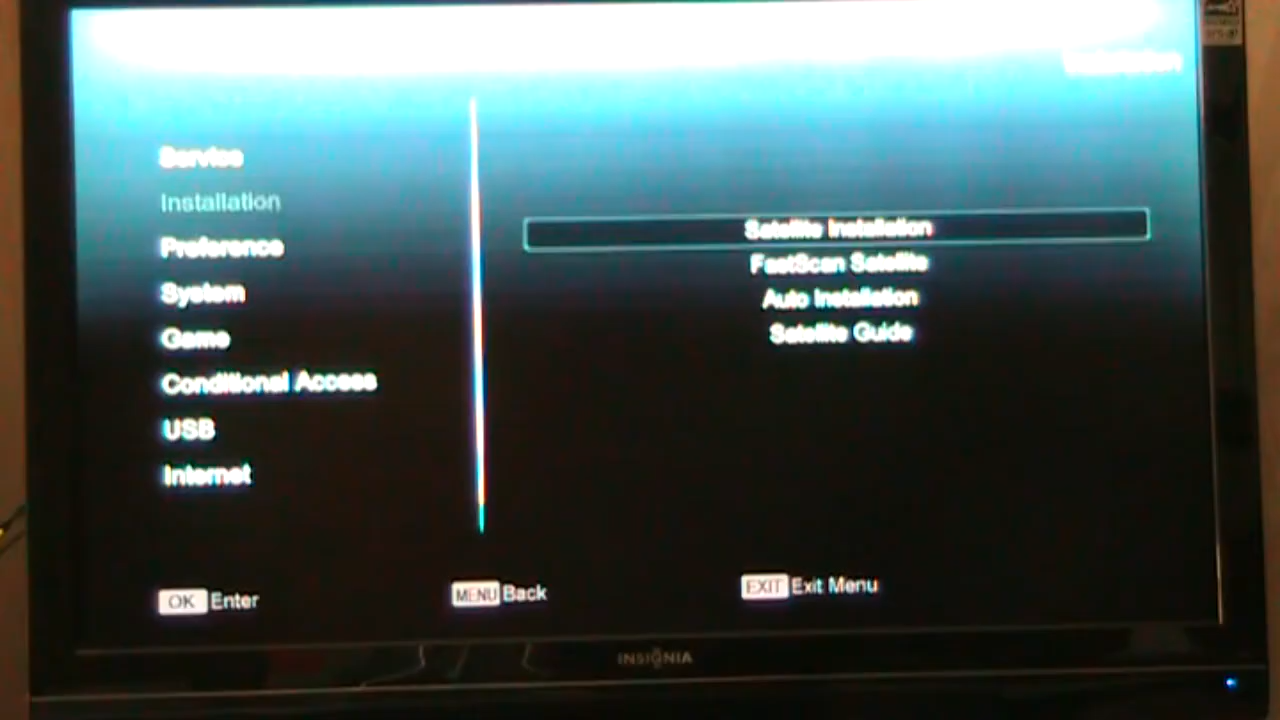 Service
Installation
Preference
System
Game
Conditional Access
USB
Internet
Satellite Installation
FastScan Satellite
Auto Installation
Satellite Guide
OK Enter
MENU Back
EXIT Exit Menu
INSIGNIA